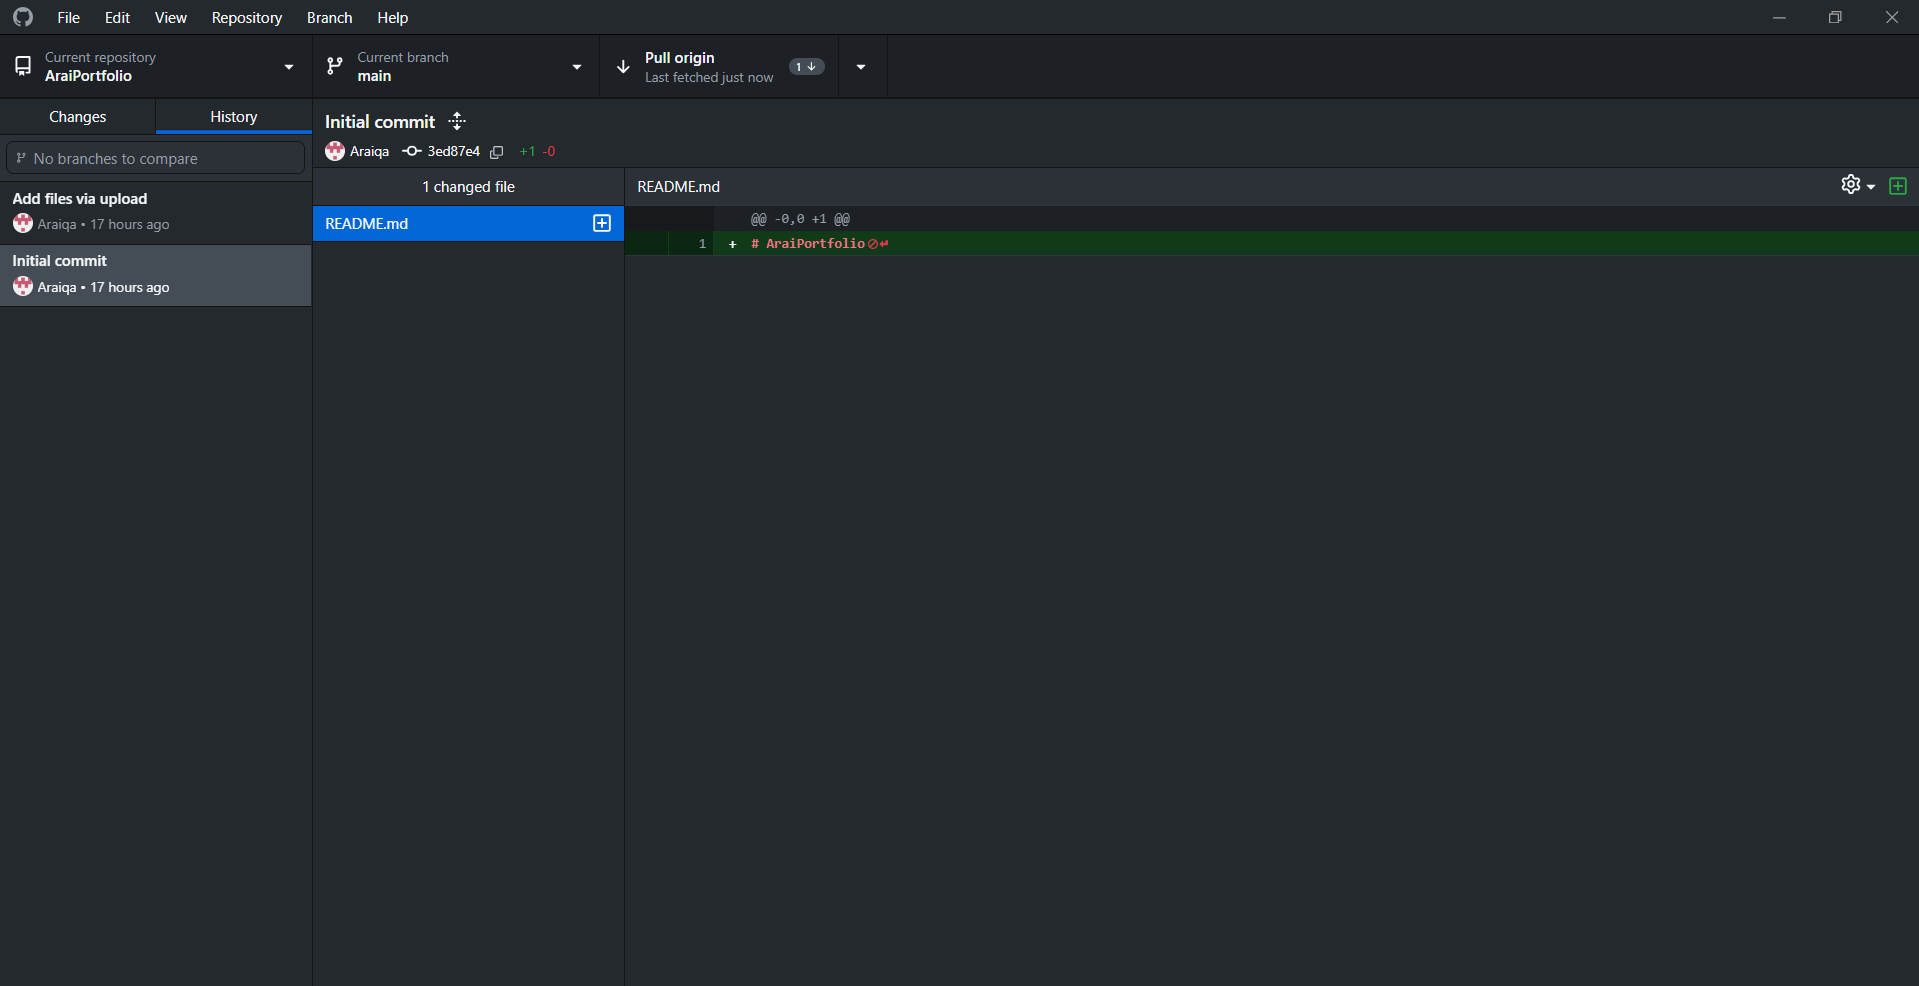 File Edit View Repository Branch Help
Current repository
AraiPortfolio
Current branch
main
Pull origin
Last fetched just now
1
Changes
History
No branches to compare
Add files via upload
Araiqa • 17 hours ago
Initial commit
Araiqa • 17 hours ago
Initial commit
Araiqa 3ed87e4 +1 -0
1 changed file
README.md
README.md
@@ -0,0 +1 @@
1 + # AraiPortfolio